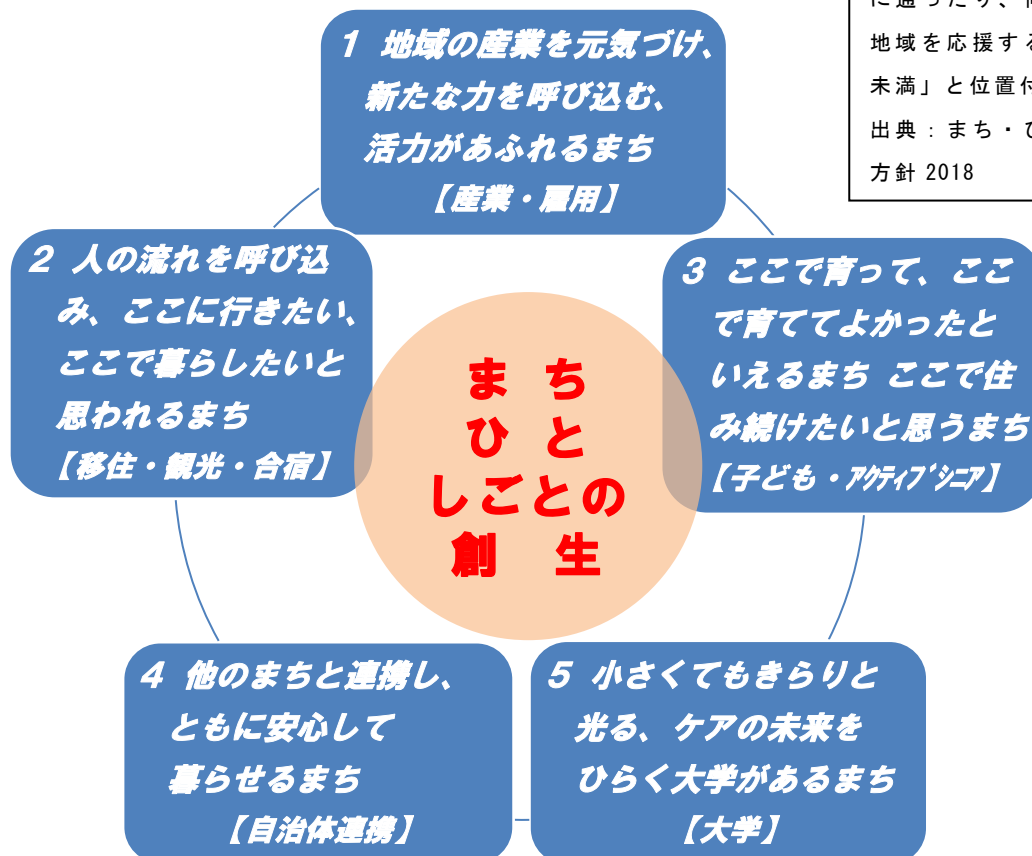 に通ったり、
地域を応援する
未満」と位置付
出典：まち・ひ
方針 2018
1 地域の産業を元気づけ、
新たな力を呼び込む、
活力があふれるまち
【産業・雇用】
2 人の流れを呼び込
み、ここに行きたい、
ここで暮らしたいと
思われるまち
【移住・観光・合宿】
3 ここで育って、ここ
で育ててよかったと
いえるまち ここで住
み続けたいと思うまち
【子ども・ｱｸﾃｨﾌﾞｼﾆｱ】
まち
ひと
しごとの
創生
4 他のまちと連携し、
ともに安心して
暮らせるまち
【自治体連携】
5 小さくてもきらりと
光る、ケアの未来を
ひらく大学があるまち
【大学】